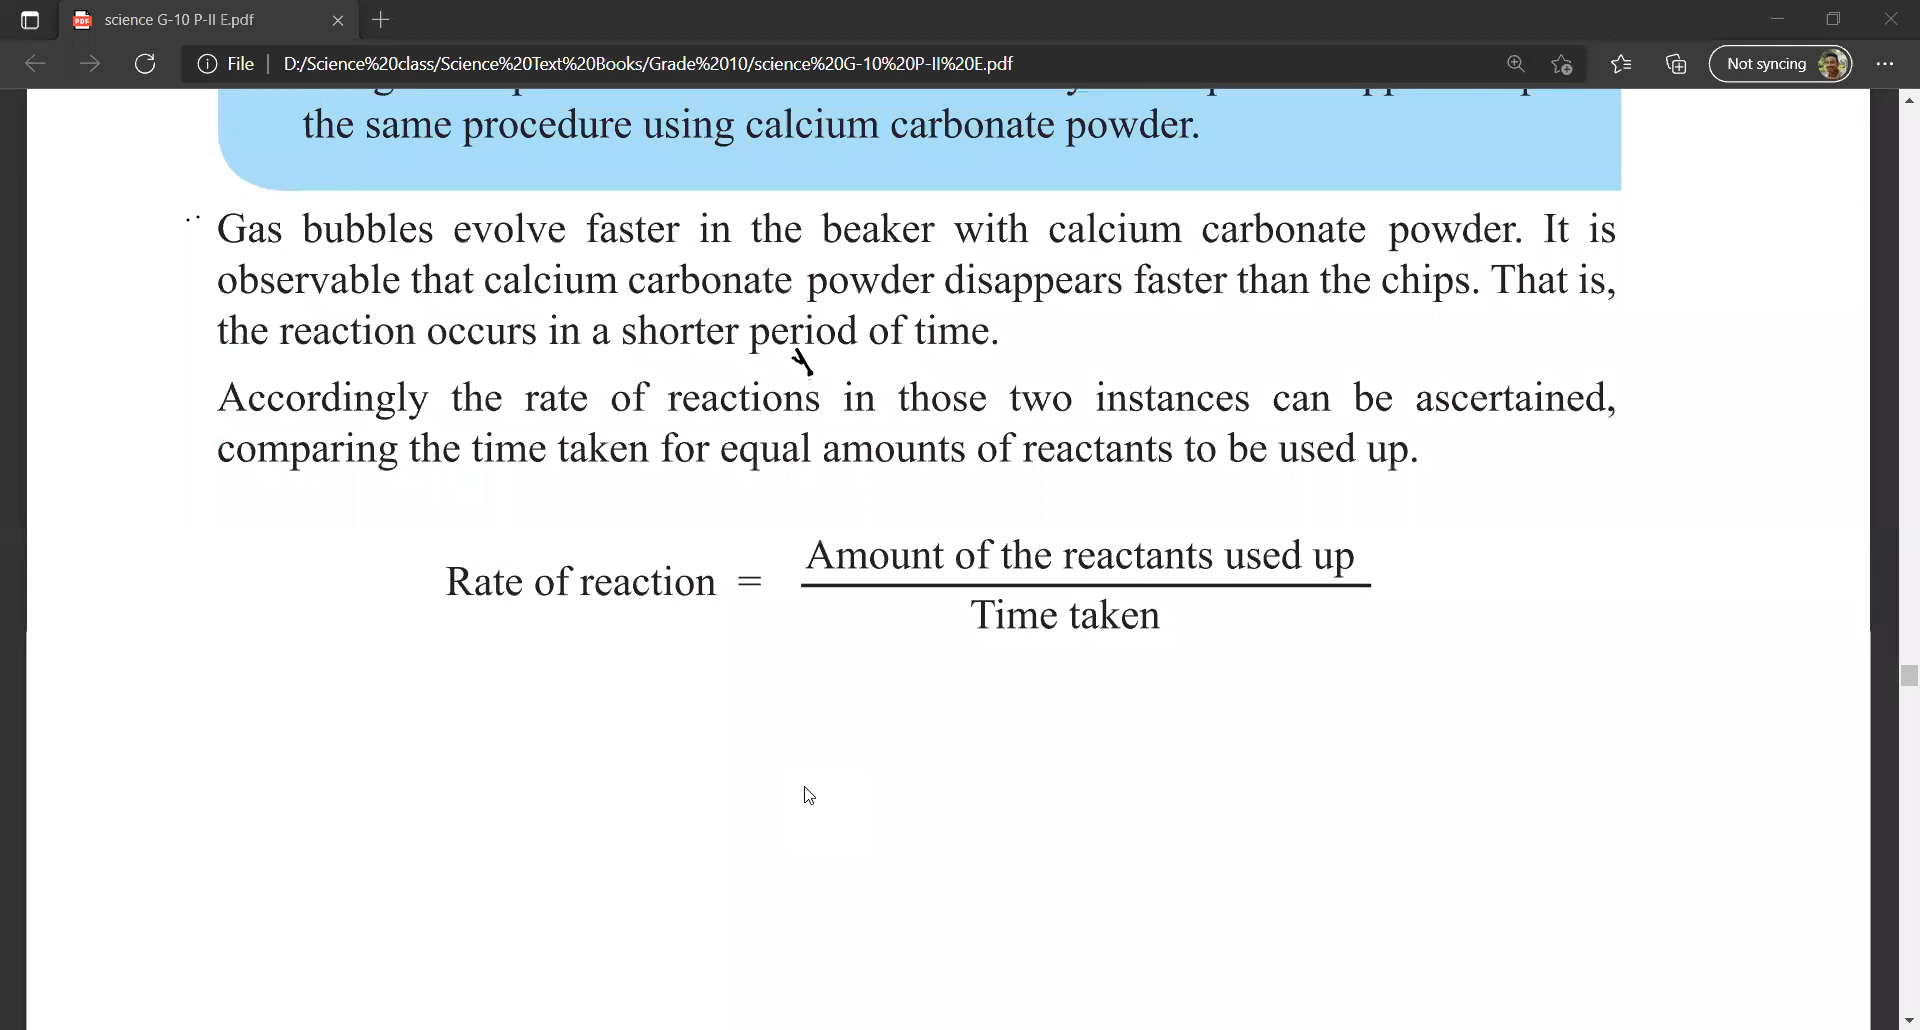 science G-10 P-II E.pdf
File
D:/Science%20class/Science%20Text%20Books/Grade%2010/science%20G-10%20P-II%20E.pdf
Not syncing
the same procedure using calcium carbonate powder.
Gas bubbles evolve faster in the beaker with calcium carbonate powder. It is
observable that calcium carbonate powder disappears faster than the chips. That is,
the reaction occurs in a shorter period of time.
Accordingly the rate of reactions in those two instances can be ascertained,
comparing the time taken for equal amounts of reactants to be used up.
Amount of the reactants used up
Rate of reaction =
Time taken